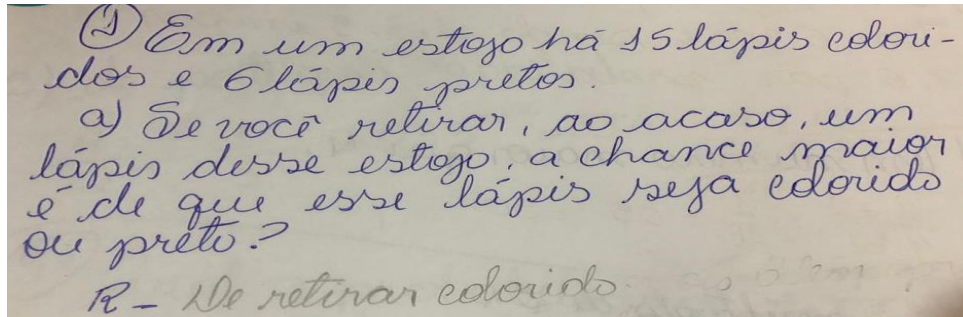 ① Em um estojo há 15 lápis colori-
dos e 6 lápis pretos.
a) Se você retirar, ao acaso, um
lápis desse estojo, a chance maior
é de que esse lápis seja colorido
ou preto?
R - De retirar colorido.